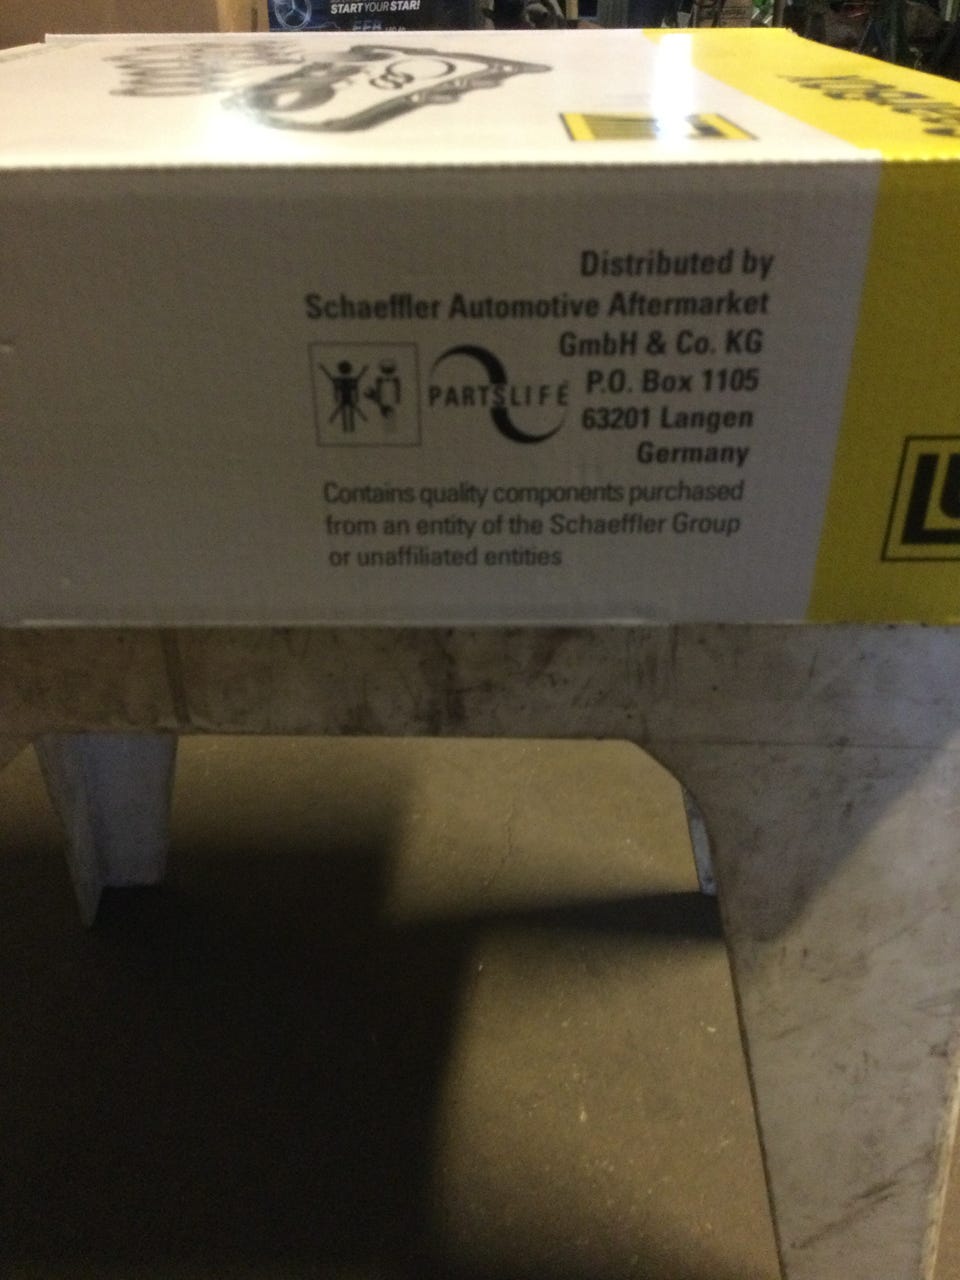 START YOUR STAR!
EFB
Distributed by
Schaeffler Automotive Aftermarket
GmbH & Co. KG
P.O. Box 1105
63201 Langen
Germany
PARTSLIFE
Contains quality components purchased
from an entity of the Schaeffler Group
or unaffiliated entities